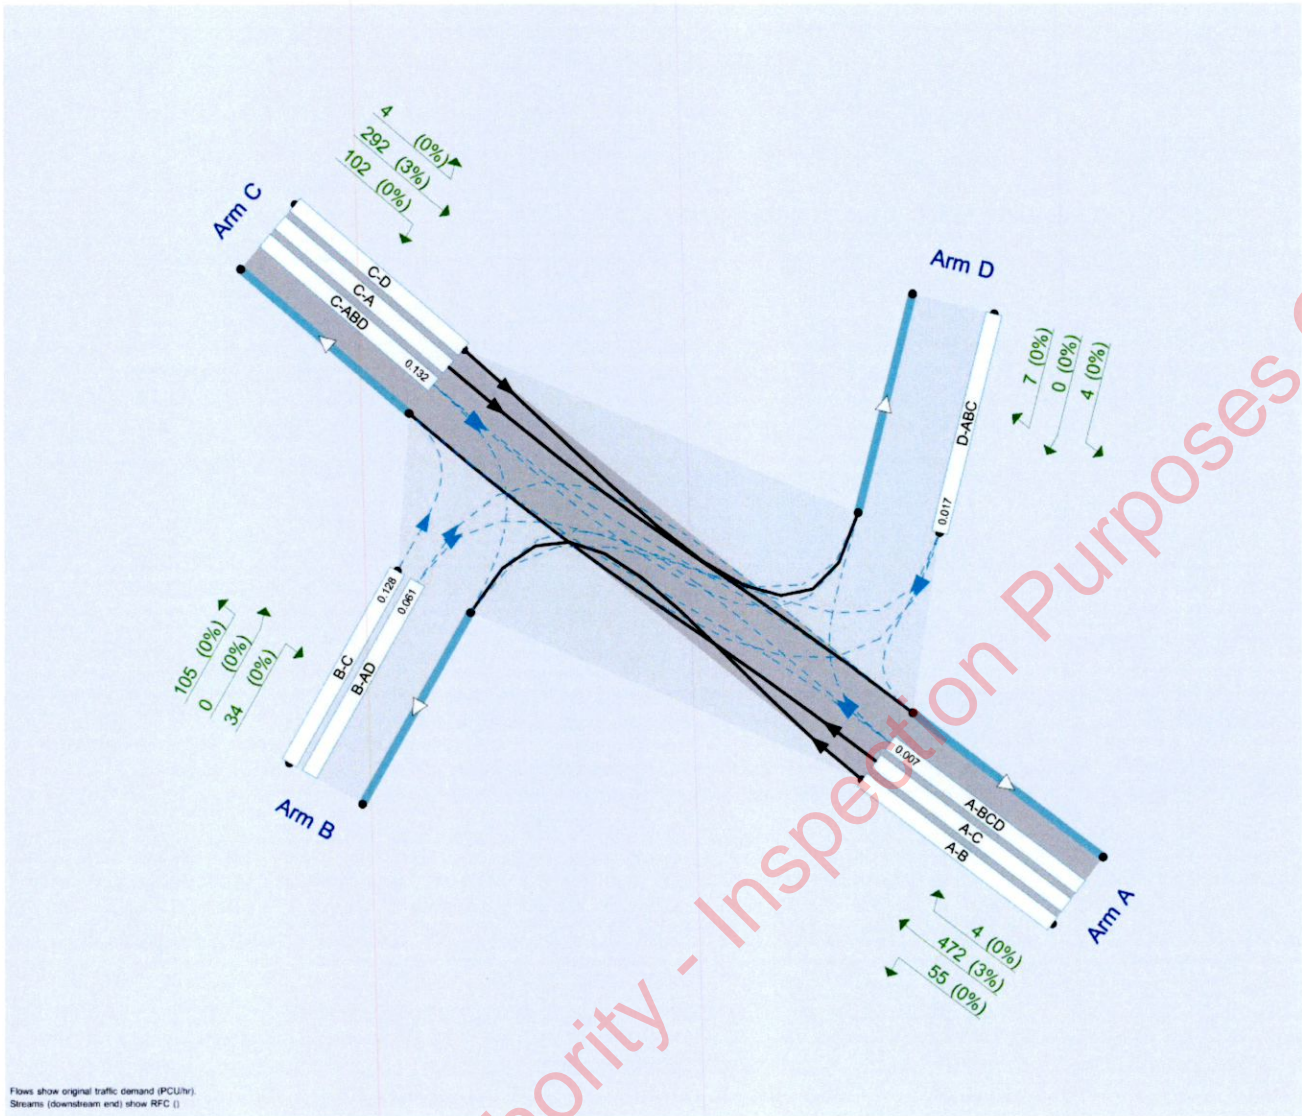 4 (0%)
292 (3%)
102 (0%)
Arm C
C-D
C-A
C-ABD
0.132
Arm D
7 (0%)
0 (0%)
4 (0%)
D-ABC
0.017
105 (0%)
0 (0%)
34 (0%)
0.128
0.061
B-C
B-AD
Arm B
0.007
A-BCD
A-C
A-B
Arm A
4 (0%)
472 (3%)
55 (0%)
ority - Inspection Purposes
Flows show original traffic demand (PCU/hr).
Streams (downstream end) show RFC ()